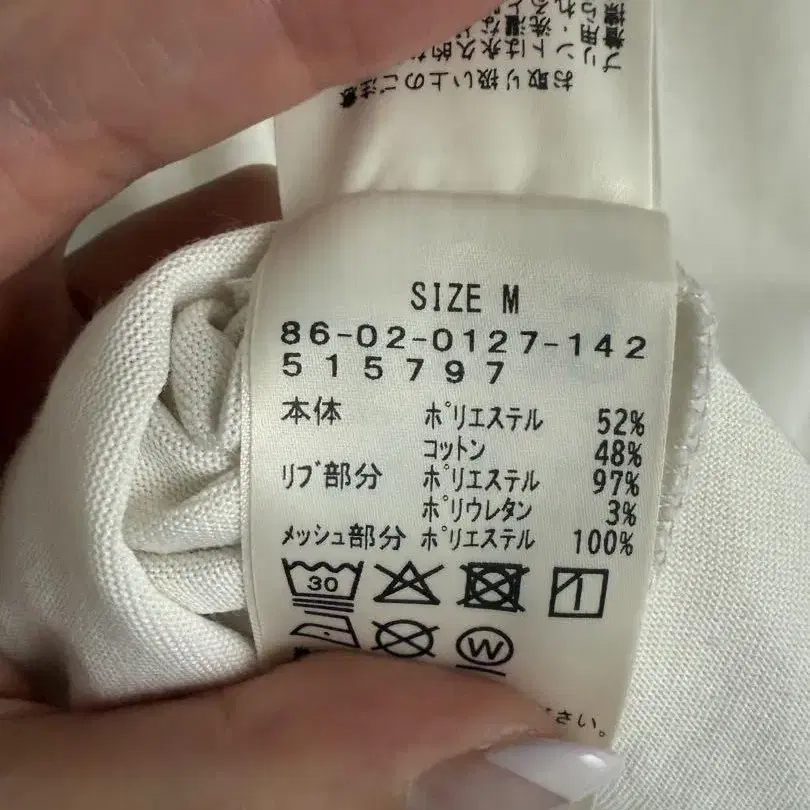 お取り扱い上のご注意
SIZE M
86-02-0127-142
515797
本体 ポリエステル 52%
コットン 48%
リブ部分 ポリエステル 97%
ポリウレタン 3%
メッシュ部分 ポリエステル 100%
30
W
さい。